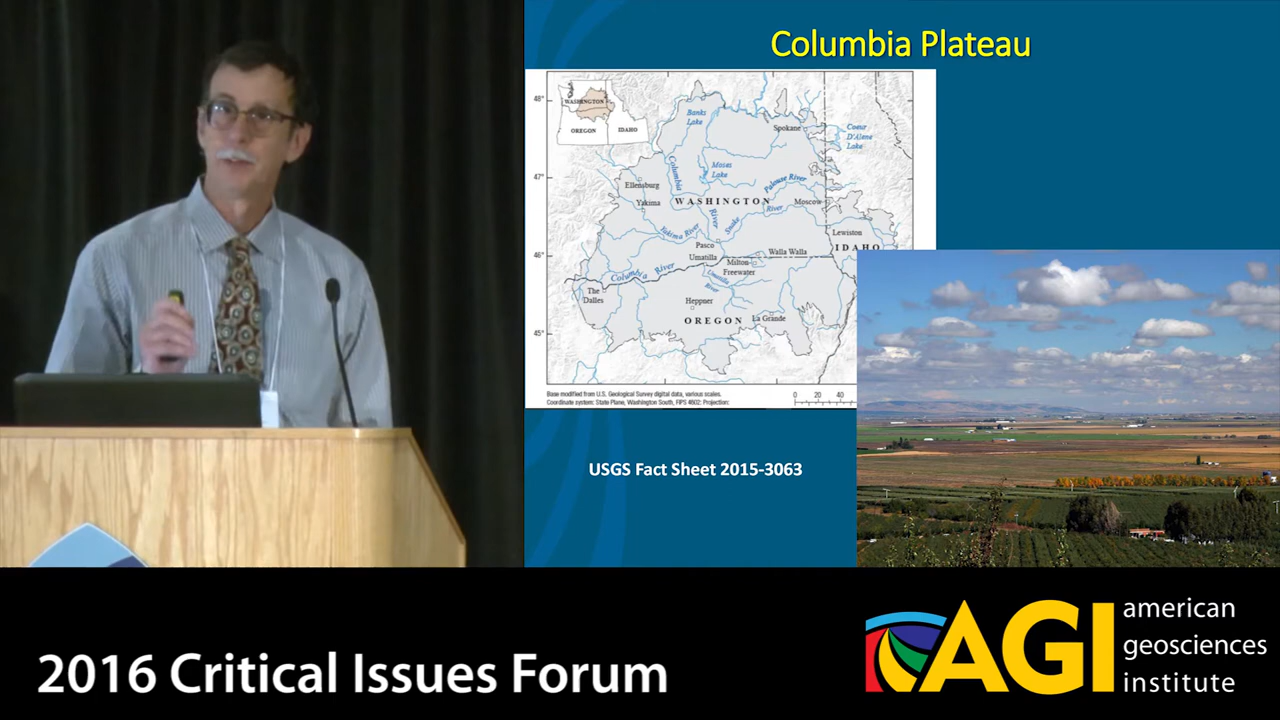 Columbia Plateau
48°
47°
46°
45°
WASHINGTON
OREGON
IDAHO
Banks
Lake
Spokane
Coeur
D'Alene
Lake
Columbia
River
Moses
Lake
Ellensburg
Palouse River
Yakima
WASHINGTON
Moscow
Snake
River
Yakima River
Lewiston
IDAHO
Pasco
Umatilla
Walla Walla
Columbia River
Milton-
Freewater
Umatilla
River
The
Dalles
Heppner
OREGON
La Grande
Base modified from U.S. Geological Survey digital data, various scales.
Coordinate system: State Plane, Washington South, FIPS 4602; Projection:
0 20 40
USGS Fact Sheet 2015-3063
2016 Critical Issues Forum
AGI
american
geosciences
institute